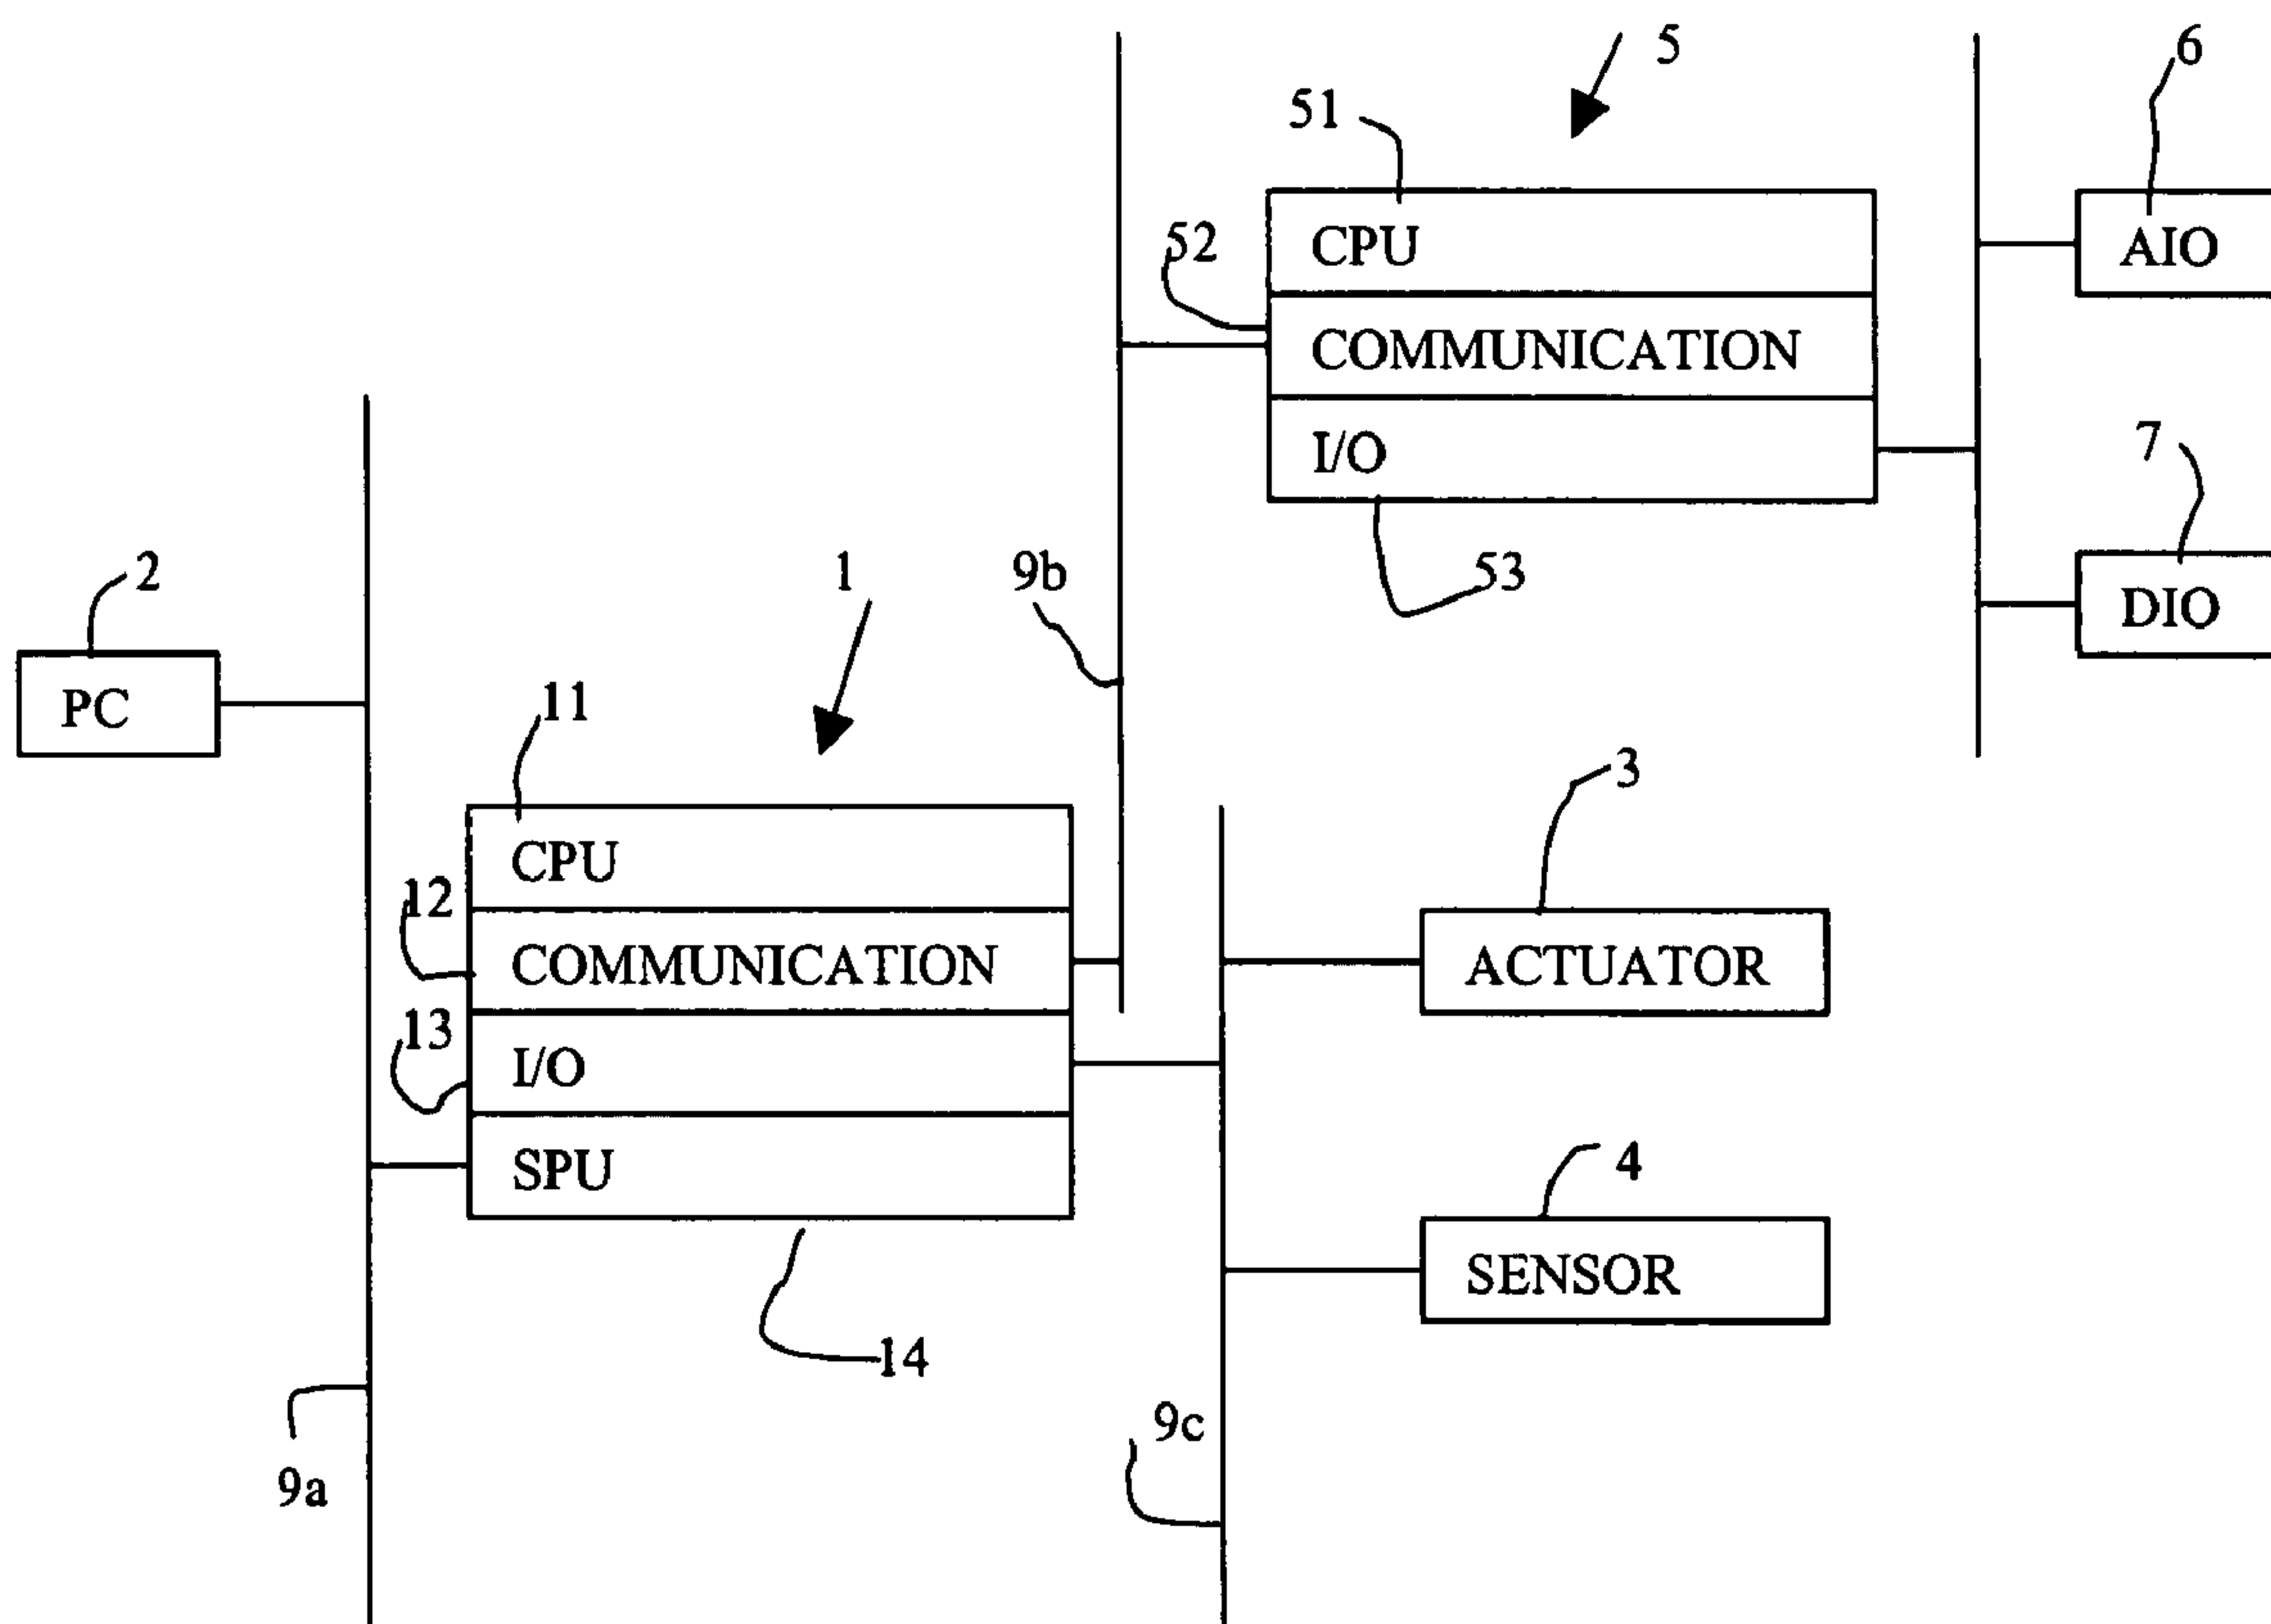 5
6
51
CPU
52
AIO
COMMUNICATION
7
I/O
2
1
9b
53
DIO
PC
11
3
CPU
12
COMMUNICATION
ACTUATOR
13
I/O
SPU
4
SENSOR
14
9c
9a